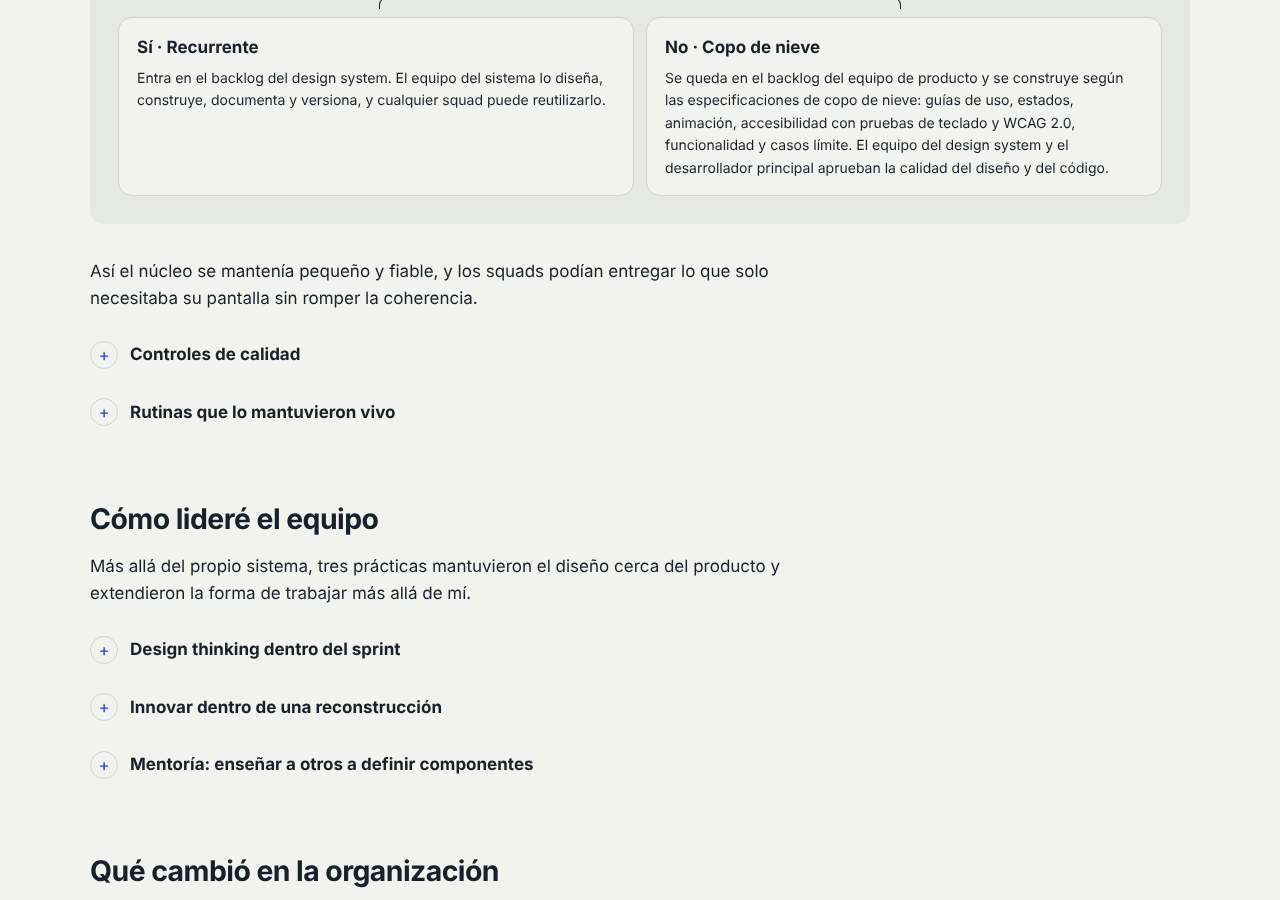 Sí · Recurrente
Entra en el backlog del design system. El equipo del sistema lo diseña,
construye, documenta y versiona, y cualquier squad puede reutilizarlo.
No · Copo de nieve
Se queda en el backlog del equipo de producto y se construye según
las especificaciones de copo de nieve: guías de uso, estados,
animación, accesibilidad con pruebas de teclado y WCAG 2.0,
funcionalidad y casos límite. El equipo del design system y el
desarrollador principal aprueban la calidad del diseño y del código.
Así el núcleo se mantenía pequeño y fiable, y los squads podían entregar lo que solo
necesitaba su pantalla sin romper la coherencia.
+ Controles de calidad
+ Rutinas que lo mantuvieron vivo
Cómo lideré el equipo
Más allá del propio sistema, tres prácticas mantuvieron el diseño cerca del producto y
extendieron la forma de trabajar más allá de mí.
+ Design thinking dentro del sprint
+ Innovar dentro de una reconstrucción
+ Mentoría: enseñar a otros a definir componentes
Qué cambió en la organización